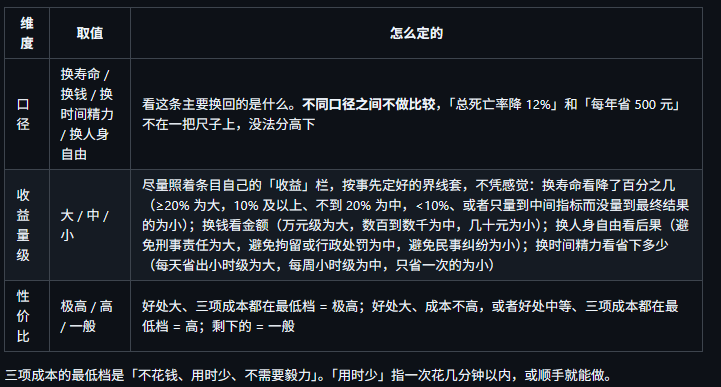 维
度
取值
怎么定的
口
径
换寿命 /
换钱 / 换
时间精力
/ 换人身
自由
看这条主要换回的是什么。不同口径之间不做比较，「总死亡率降 12%」和「每年省 500 元」
不在一把尺子上，没法分高下
收
益
量
级
大 / 中 /
小
尽量照着条目自己的「收益」栏，按事先定好的界线套，不凭感觉：换寿命看降了百分之几
（≥20% 为大，10% 及以上、不到 20% 为中，<10%、或者只量到中间指标而没量到最终结果
的为小）；换钱看金额（万元级为大，数百到数千为中，几十元为小）；换人身自由看后果（避
免刑事责任为大，避免拘留或行政处罚为中，避免民事纠纷为小）；换时间精力看省下多少
（每天省出小时级为大，每周小时级为中，只省一次的为小）
性
价
比
极高 / 高
/ 一般
好处大、三项成本都在最低档 = 极高；好处大、成本不高，或者好处中等、三项成本都在最
低档 = 高；剩下的 = 一般
三项成本的最低档是「不花钱、用时少、不需要毅力」。「用时少」指一次花几分钟以内，或顺手就能做。